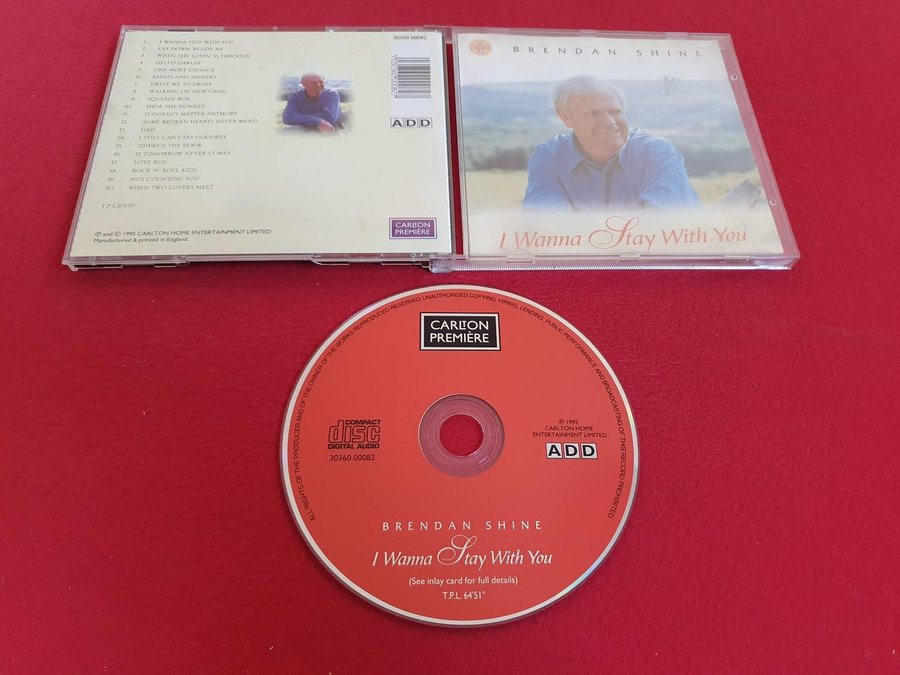 1. I WANNA STAY WITH YOU
2. LAY DOWN BESIDE ME
3. WHEN THE LOVIN' IS THROUGH
4. HELLO DARLIN'
5. ONE MORE CHANCE
6. SAINTS AND SINNERS
7. DRIVE ME TO DRINK
8. WALKING ON NEW GRASS
9. SQUEEZE BOX
10. SHOE THE DONKEY
11. IT DOESN'T MATTER ANYMORE
12. SOME BROKEN HEARTS NEVER MEND
13. DAD
14. I STILL CAN'T SAY GOODBYE
15. (THERE'S) THE DOOR
16. IF TOMORROW NEVER COMES
17. LOVE BUG
18. ROCK 'N' ROLL KIDS
19. NOT COUNTING YOU
20. WHEN TWO LOVERS MEET
T.P.L. 64'51"
℗ and © 1995 CARLTON HOME ENTERTAINMENT LIMITED
Manufactured & printed in England.
30360 00082
ADD
CARLTON
PREMIÈRE
BRENDAN SHINE
I Wanna Stay With You
ALL RIGHTS OF THE PRODUCER AND OF THE OWNER OF THE WORKS REPRODUCED RESERVED. UNAUTHORISED COPYING, HIRING, LENDING, PUBLIC PERFORMANCE AND BROADCASTING OF THIS RECORD PROHIBITED.
CARLTON
PREMIÈRE
COMPACT
disc
DIGITAL AUDIO
30360 00082
℗ 1995
CARLTON HOME
ENTERTAINMENT LIMITED
ADD
BRENDAN SHINE
I Wanna Stay With You
(See inlay card for full details)
T.P.L. 64'51"